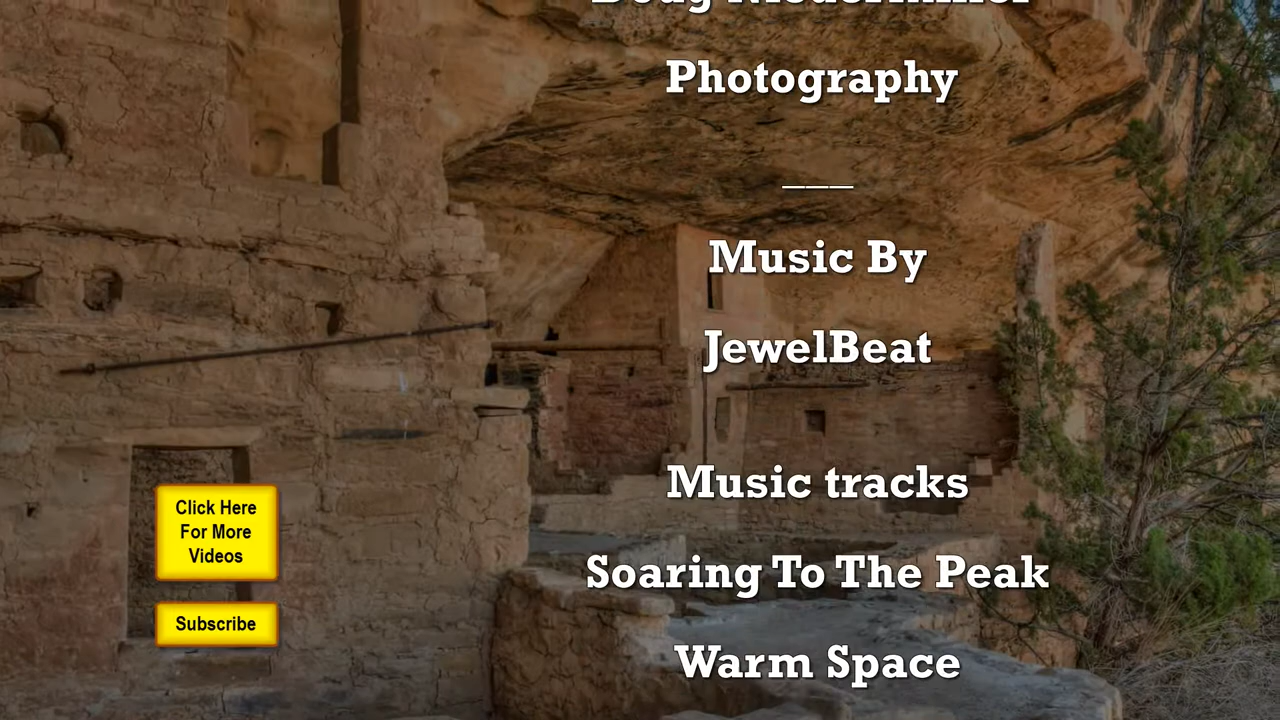 Photography
___
Music By
JewelBeat
Music tracks
Soaring To The Peak
Warm Space
Click Here
For More
Videos
Subscribe